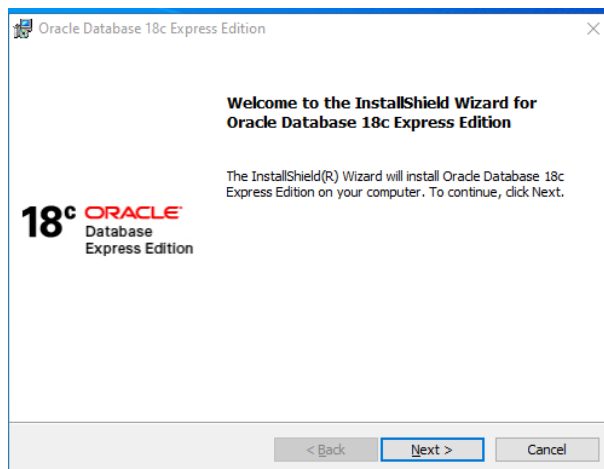 Oracle Database 18c Express Edition
Welcome to the InstallShield Wizard for
Oracle Database 18c Express Edition
The InstallShield(R) Wizard will install Oracle Database 18c
Express Edition on your computer. To continue, click Next.
18c ORACLE
Database
Express Edition
< Back Next > Cancel